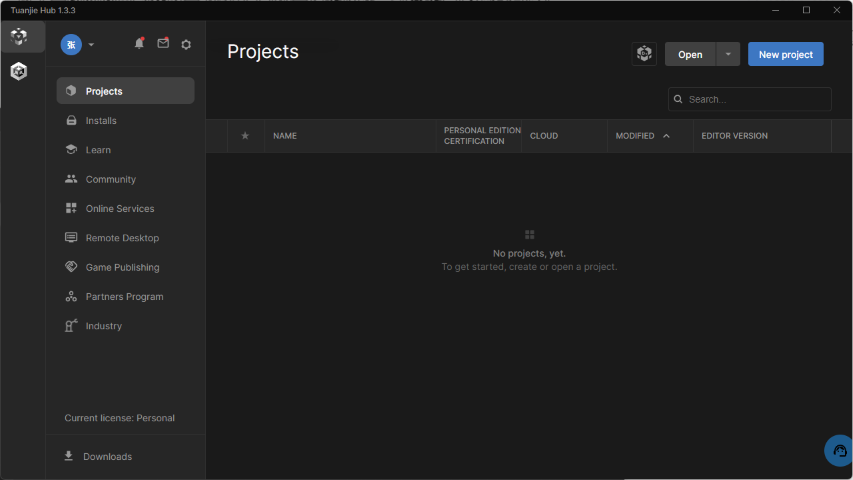 Tuanjie Hub 1.3.3
张
Projects
Installs
Learn
Community
Online Services
Remote Desktop
Game Publishing
Partners Program
Industry
Current license: Personal
Downloads
Projects
Open
New project
Search...
NAME
PERSONAL EDITION
CERTIFICATION
CLOUD
MODIFIED
EDITOR VERSION
No projects, yet.
To get started, create or open a project.